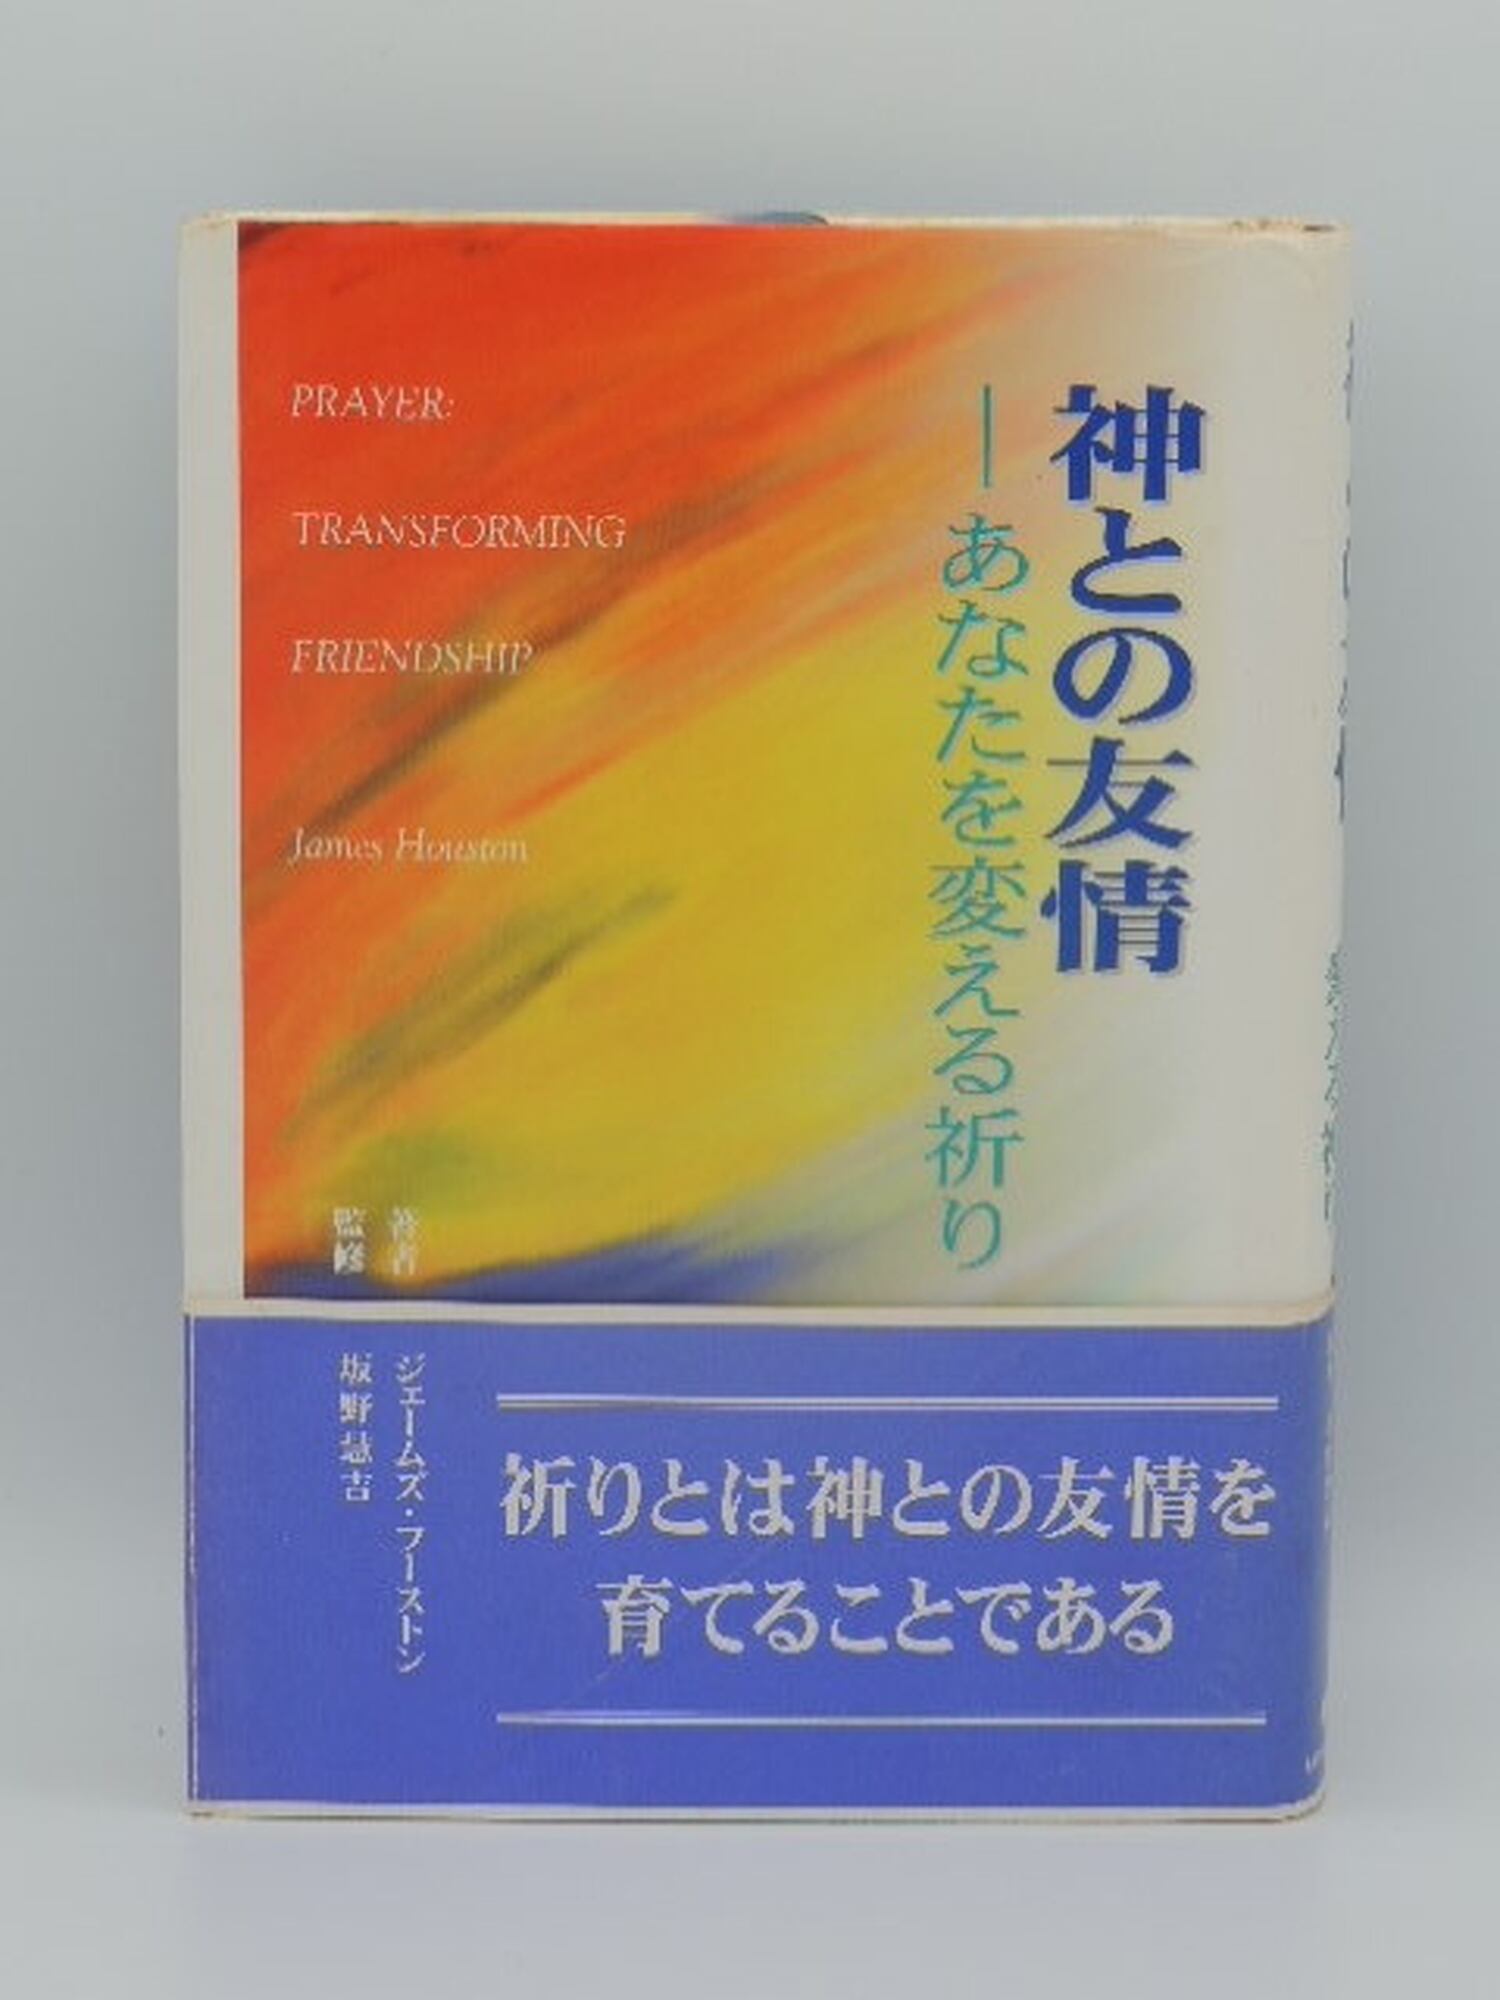 神との友情
―あなたを変える祈り
PRAYER:
TRANSFORMING
FRIENDSHIP
James Houston
著者
監修
ジェームズ・フーストン
坂野慧吉
祈りとは神との友情を
育てることである